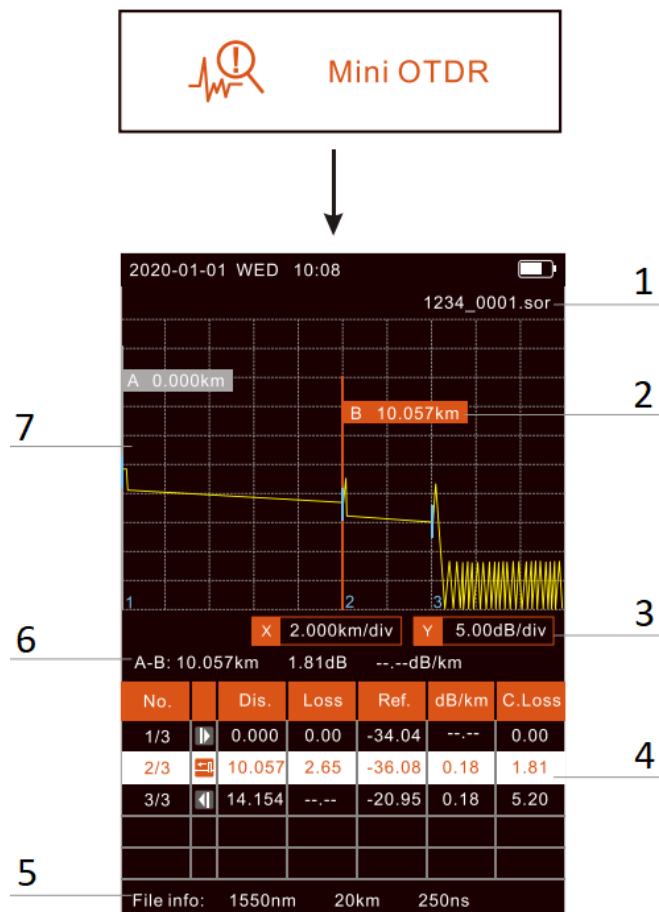 Mini OTDR
2020-01-01 WED 10:08
1
1234_0001.sor
A 0.000km
2
B 10.057km
7
1 2 3
3
X 2.000km/div Y 5.00dB/div
6
A-B: 10.057km 1.81dB --.--dB/km
No. Dis. Loss Ref. dB/km C.Loss
1/3 0.000 0.00 -34.04 --.-- 0.00
4
2/3 10.057 2.65 -36.08 0.18 1.81
3/3 14.154 --.-- -20.95 0.18 5.20
5
File info: 1550nm 20km 250ns